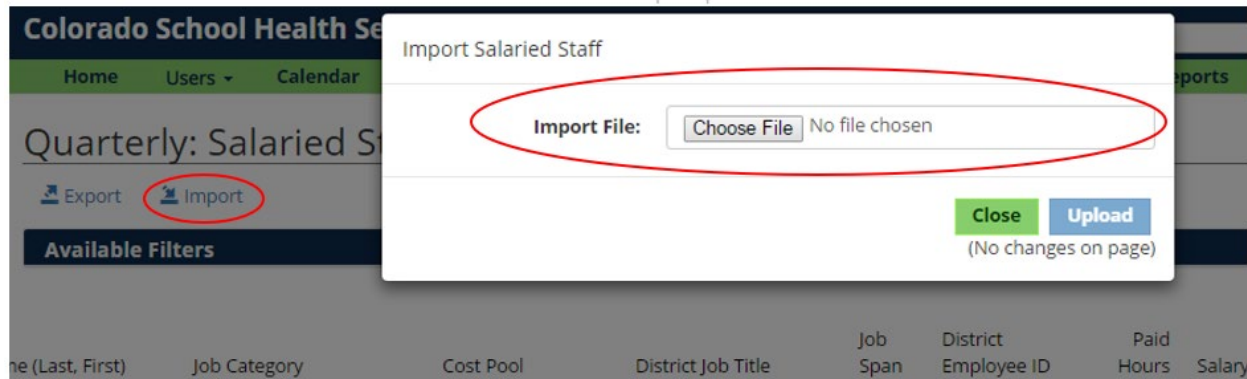 Colorado School Health Se
Import Salaried Staff
Home Users Calendar eports
Import File: Choose File No file chosen
Quarterly: Salaried St
Export Import
Close Upload
Available Filters
(No changes on page)
Job District Paid
ne (Last, First) Job Category Cost Pool District Job Title Span Employee ID Hours Salary